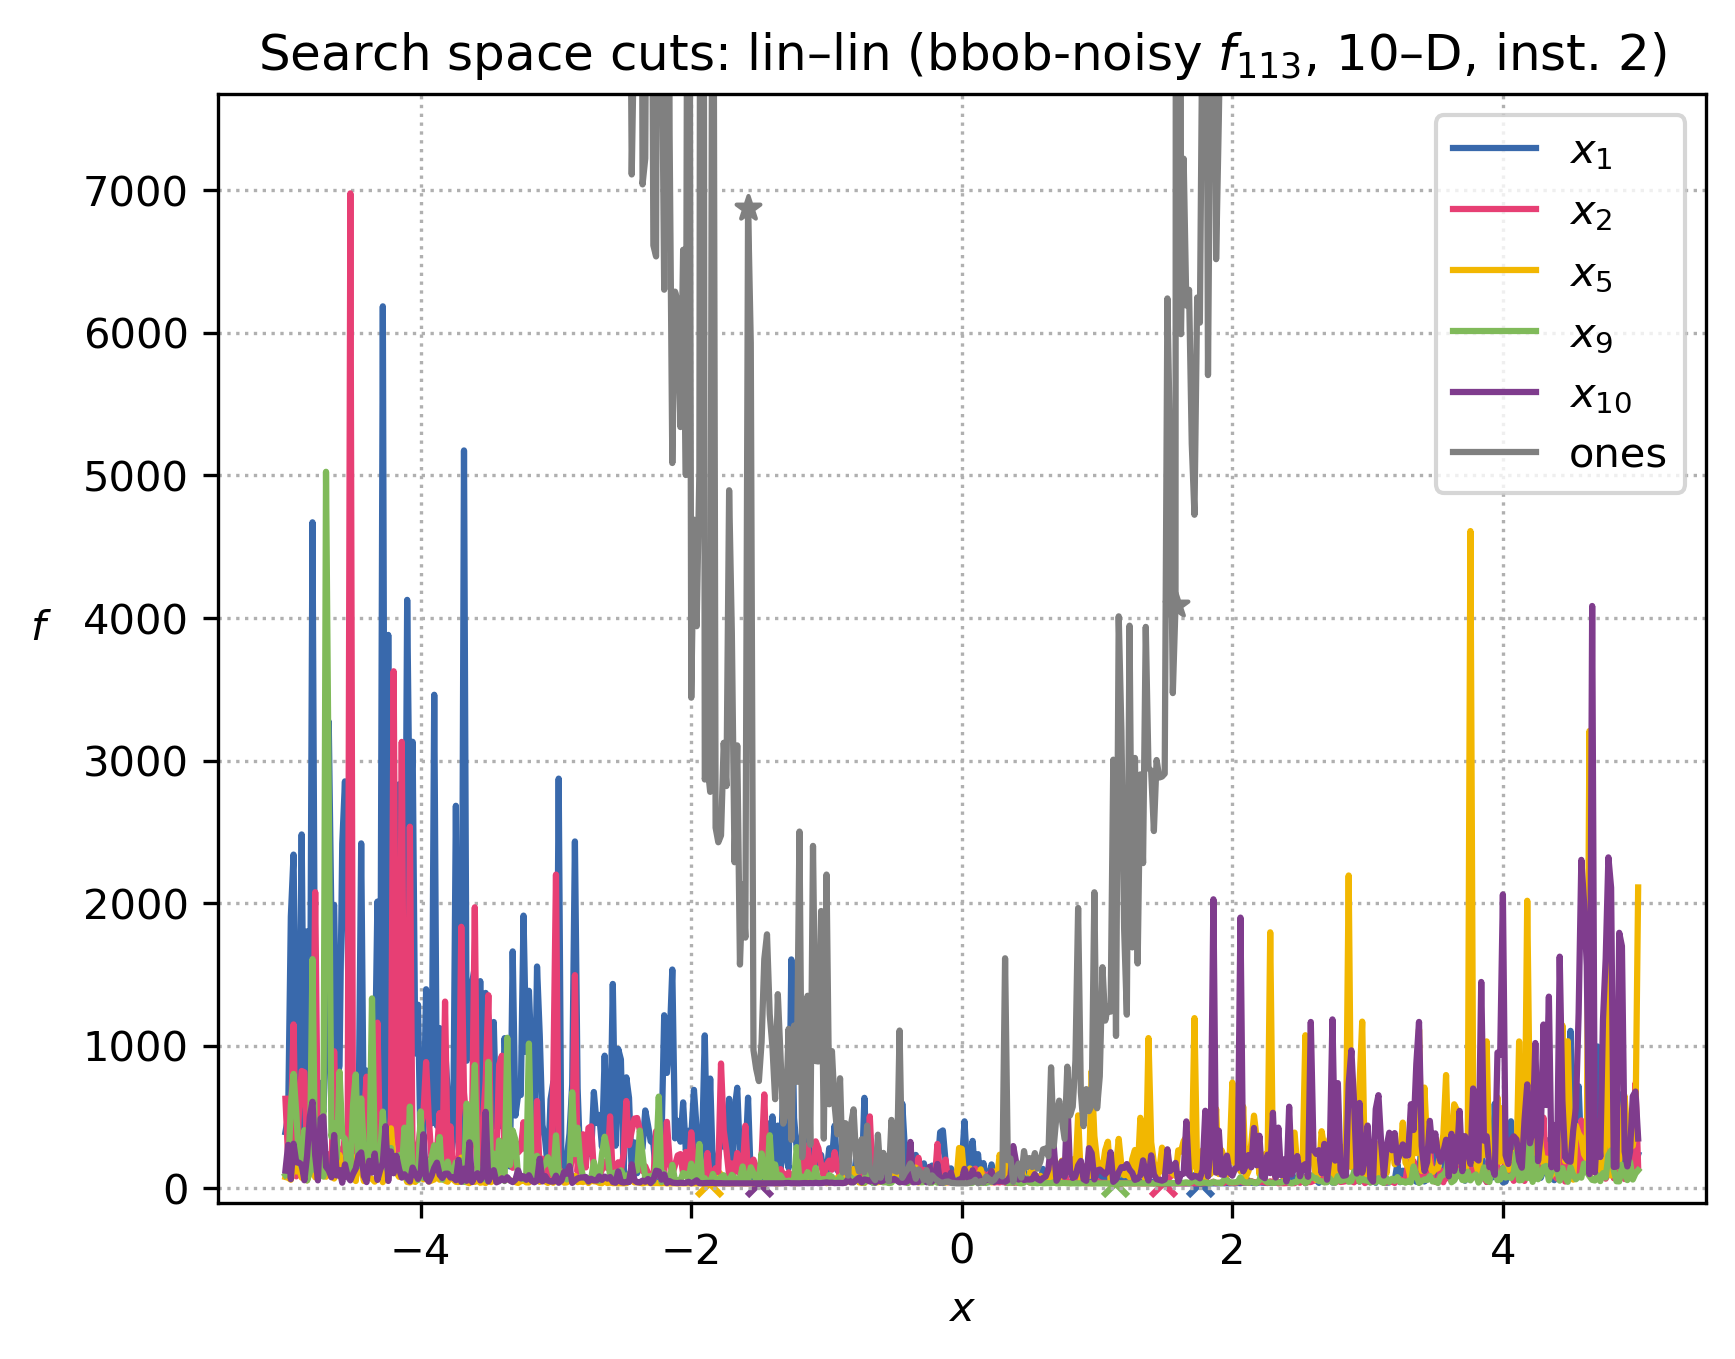 Search space cuts: lin–lin (bbob-noisy f₁₁₃, 10–D, inst. 2)
7000
6000
5000
4000
3000
2000
1000
0
f
−4
−2
0
2
4
x
x₁
x₂
x₅
x₉
x₁₀
ones